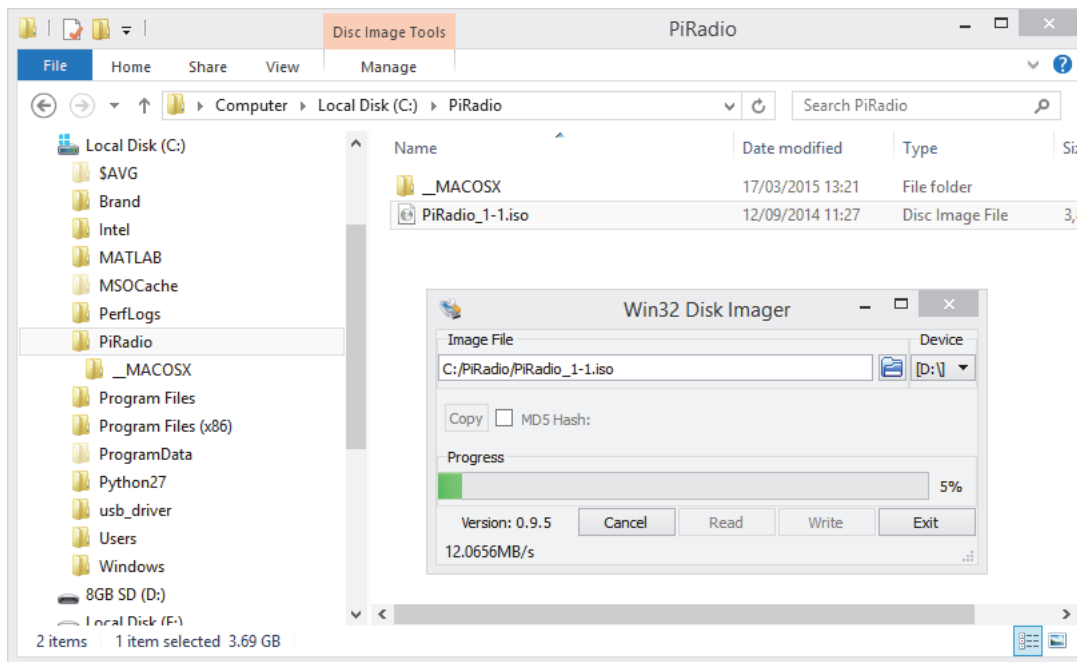 Disc Image Tools
PiRadio
File
Home
Share
View
Manage
Computer
Local Disk (C:)
PiRadio
Search PiRadio
Local Disk (C:)
$AVG
Brand
Intel
MATLAB
MSOCache
PerfLogs
PiRadio
__MACOSX
Program Files
Program Files (x86)
ProgramData
Python27
usb_driver
Users
Windows
8GB SD (D:)
Local Disk (E:)
Name
Date modified
Type
Siz
__MACOSX
17/03/2015 13:21
File folder
PiRadio_1-1.iso
12/09/2014 11:27
Disc Image File
3,
Win32 Disk Imager
Image File
Device
C:/PiRadio/PiRadio_1-1.iso
[D:\]
Copy
MD5 Hash:
Progress
5%
Version: 0.9.5
Cancel
Read
Write
Exit
12.0656MB/s
2 items
1 item selected 3.69 GB